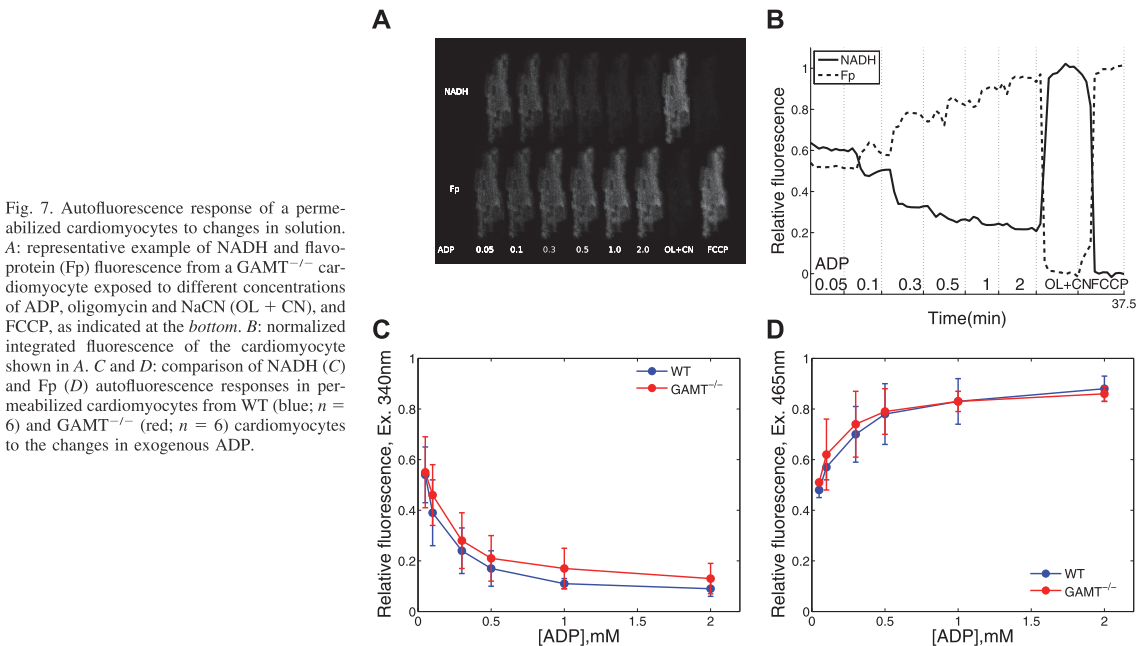 Fig. 7. Autofluorescence response of a perme-
abilized cardiomyocytes to changes in solution.
A: representative example of NADH and flavo-
protein (Fp) fluorescence from a GAMT−/− car-
diomyocyte exposed to different concentrations
of ADP, oligomycin and NaCN (OL + CN), and
FCCP, as indicated at the bottom. B: normalized
integrated fluorescence of the cardiomyocyte
shown in A. C and D: comparison of NADH (C)
and Fp (D) autofluorescence responses in per-
meabilized cardiomyocytes from WT (blue; n =
6) and GAMT−/− (red; n = 6) cardiomyocytes
to the changes in exogenous ADP.
A
NADH
Fp
ADP 0.05 0.1 0.3 0.5 1.0 2.0 OL+CN FCCP
B
Relative fluorescence
1
0.8
0.6
0.4
0.2
0
NADH
Fp
ADP
0.05 0.1 0.3 0.5 1 2 OL+CN FCCP
37.5
Time(min)
C
Relative fluorescence, Ex. 340nm
1
0.8
0.6
0.4
0.2
0
WT
GAMT−/−
0 0.5 1 1.5 2
[ADP],mM
D
Relative fluorescence, Ex. 465nm
1
0.8
0.6
0.4
0.2
0
WT
GAMT−/−
0 0.5 1 1.5 2
[ADP],mM